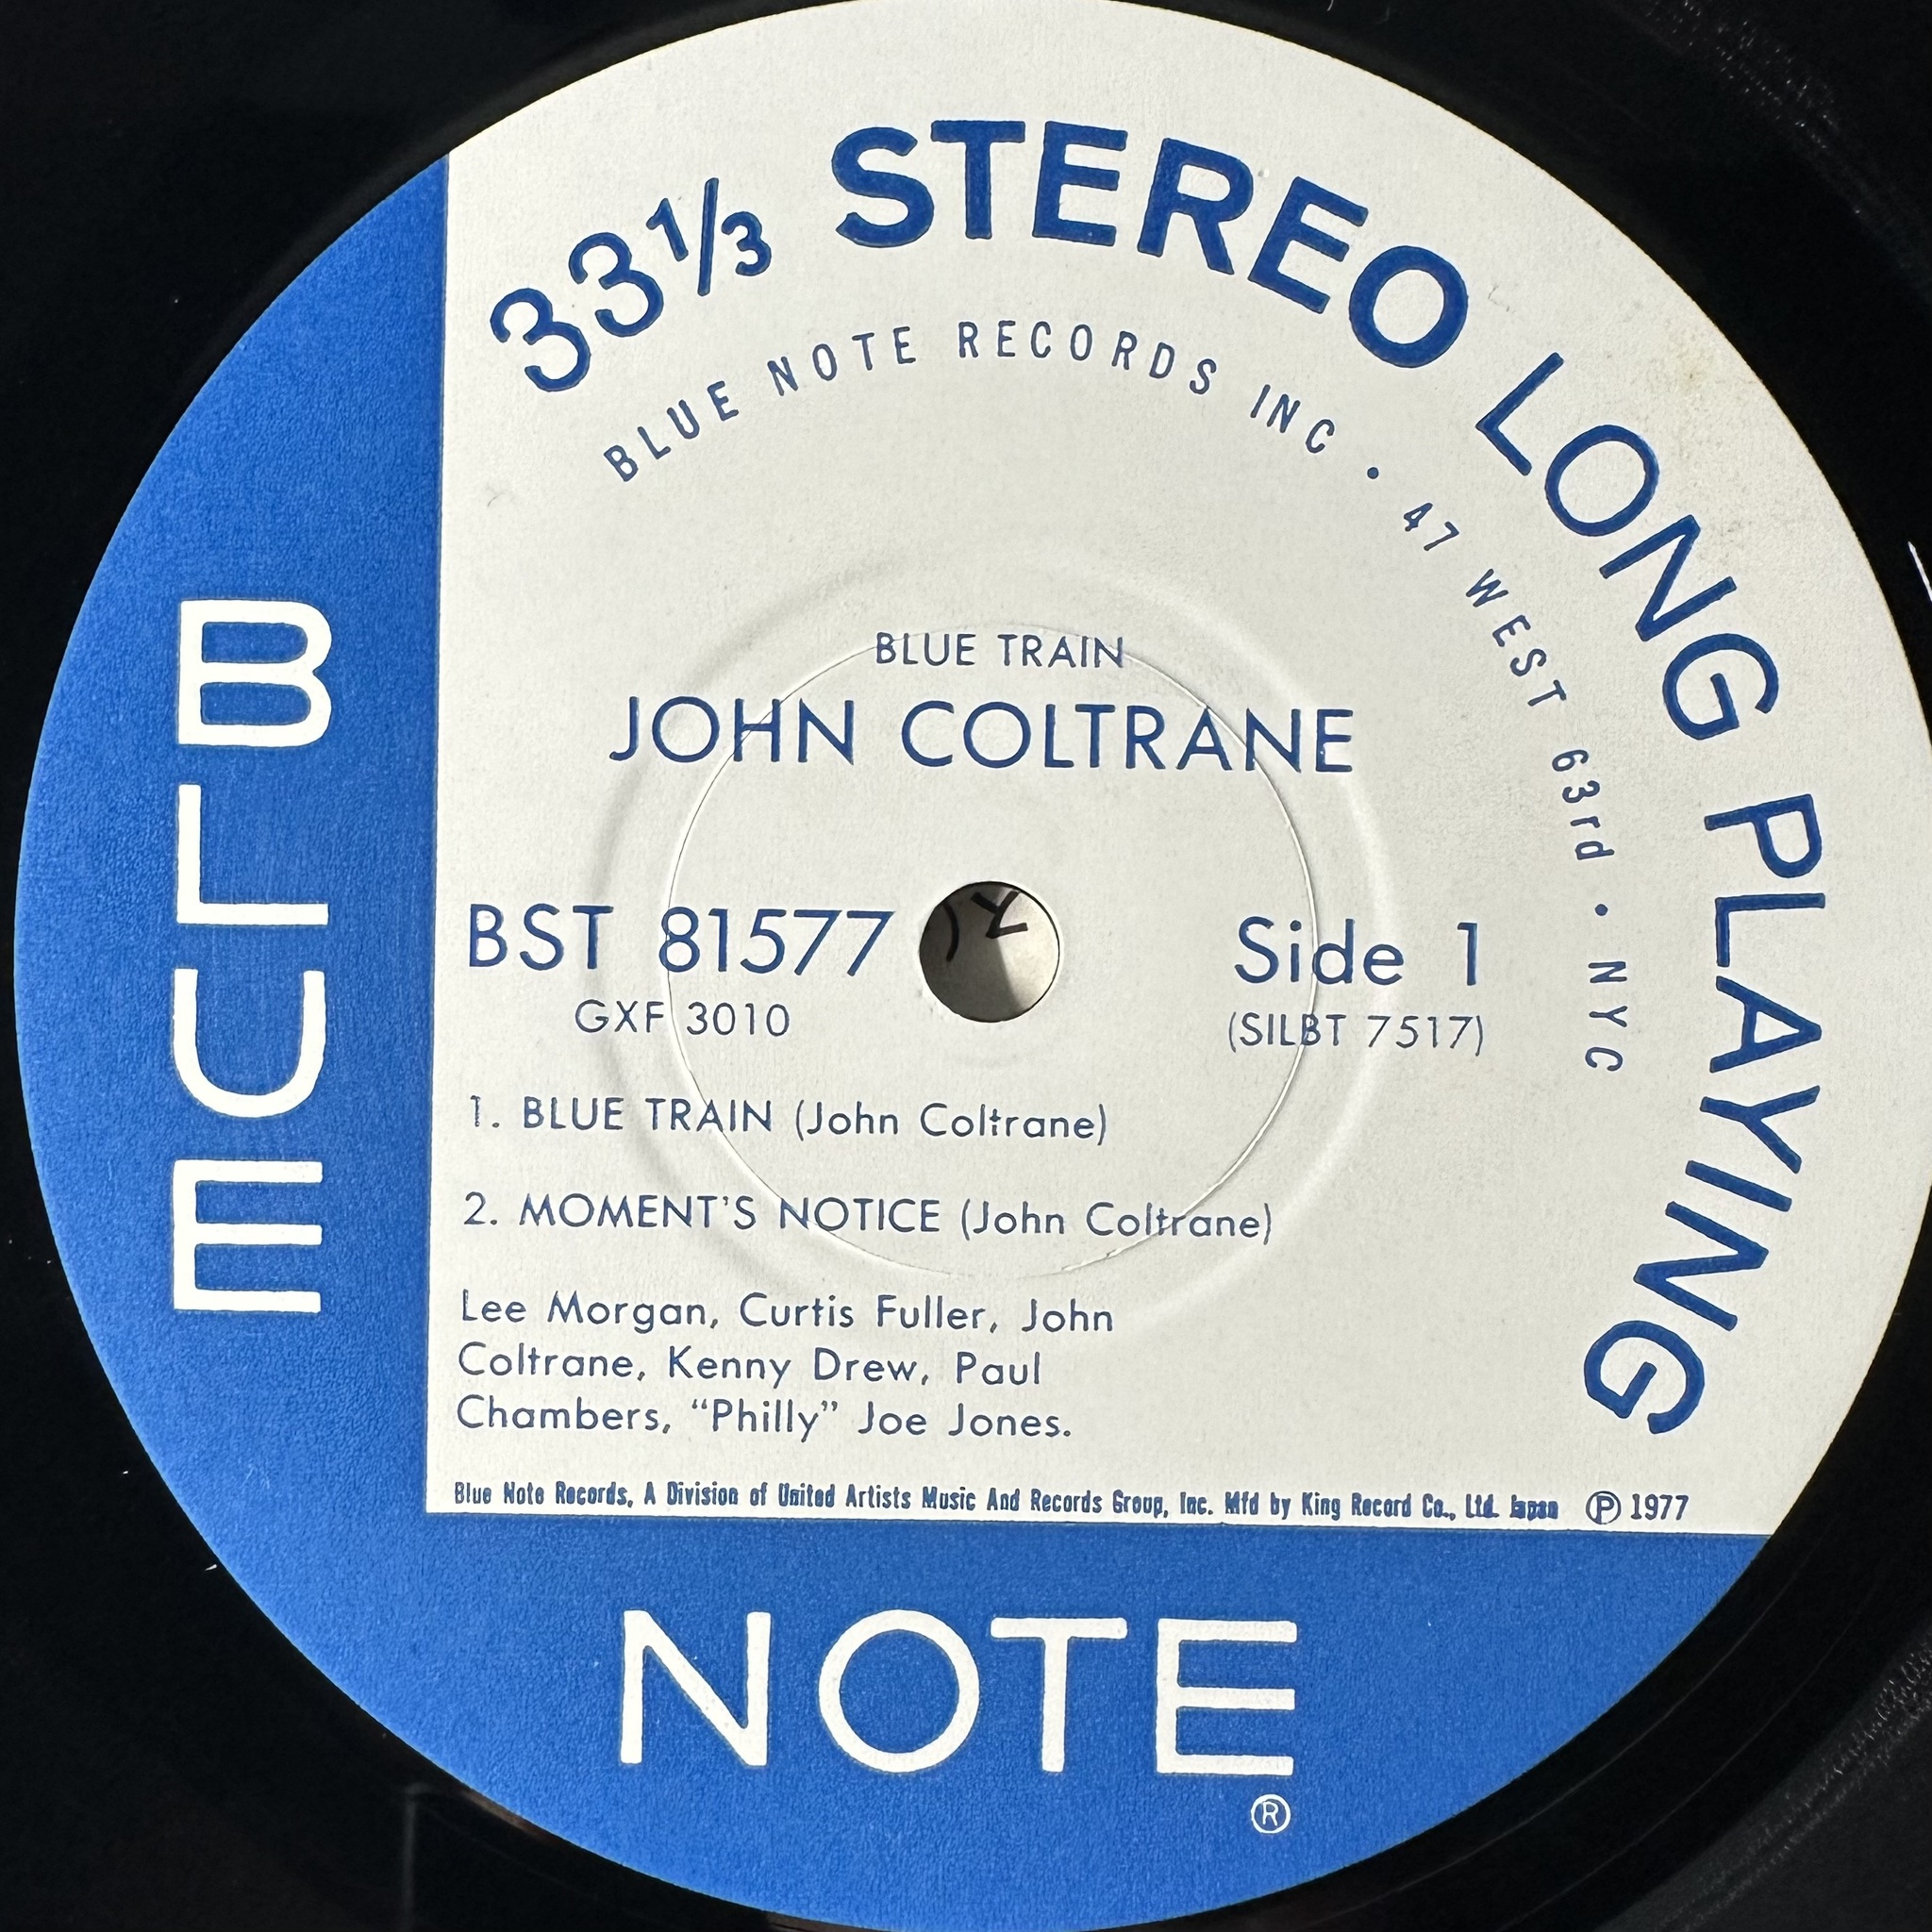 33⅓ STEREO LONG PLAYING
BLUE NOTE RECORDS INC • 47 WEST 63rd • NYC
BLUE TRAIN
JOHN COLTRANE
BST 81577
GXF 3010
Side 1
(SILBT 7517)
1. BLUE TRAIN (John Coltrane)
2. MOMENT'S NOTICE (John Coltrane)
Lee Morgan, Curtis Fuller, John
Coltrane, Kenny Drew, Paul
Chambers, “Philly” Joe Jones.
Blue Note Records, A Division of United Artists Music And Records Group, Inc. Mfd by King Record Co., Ltd. Japan ℗ 1977
BLUE
NOTE
®